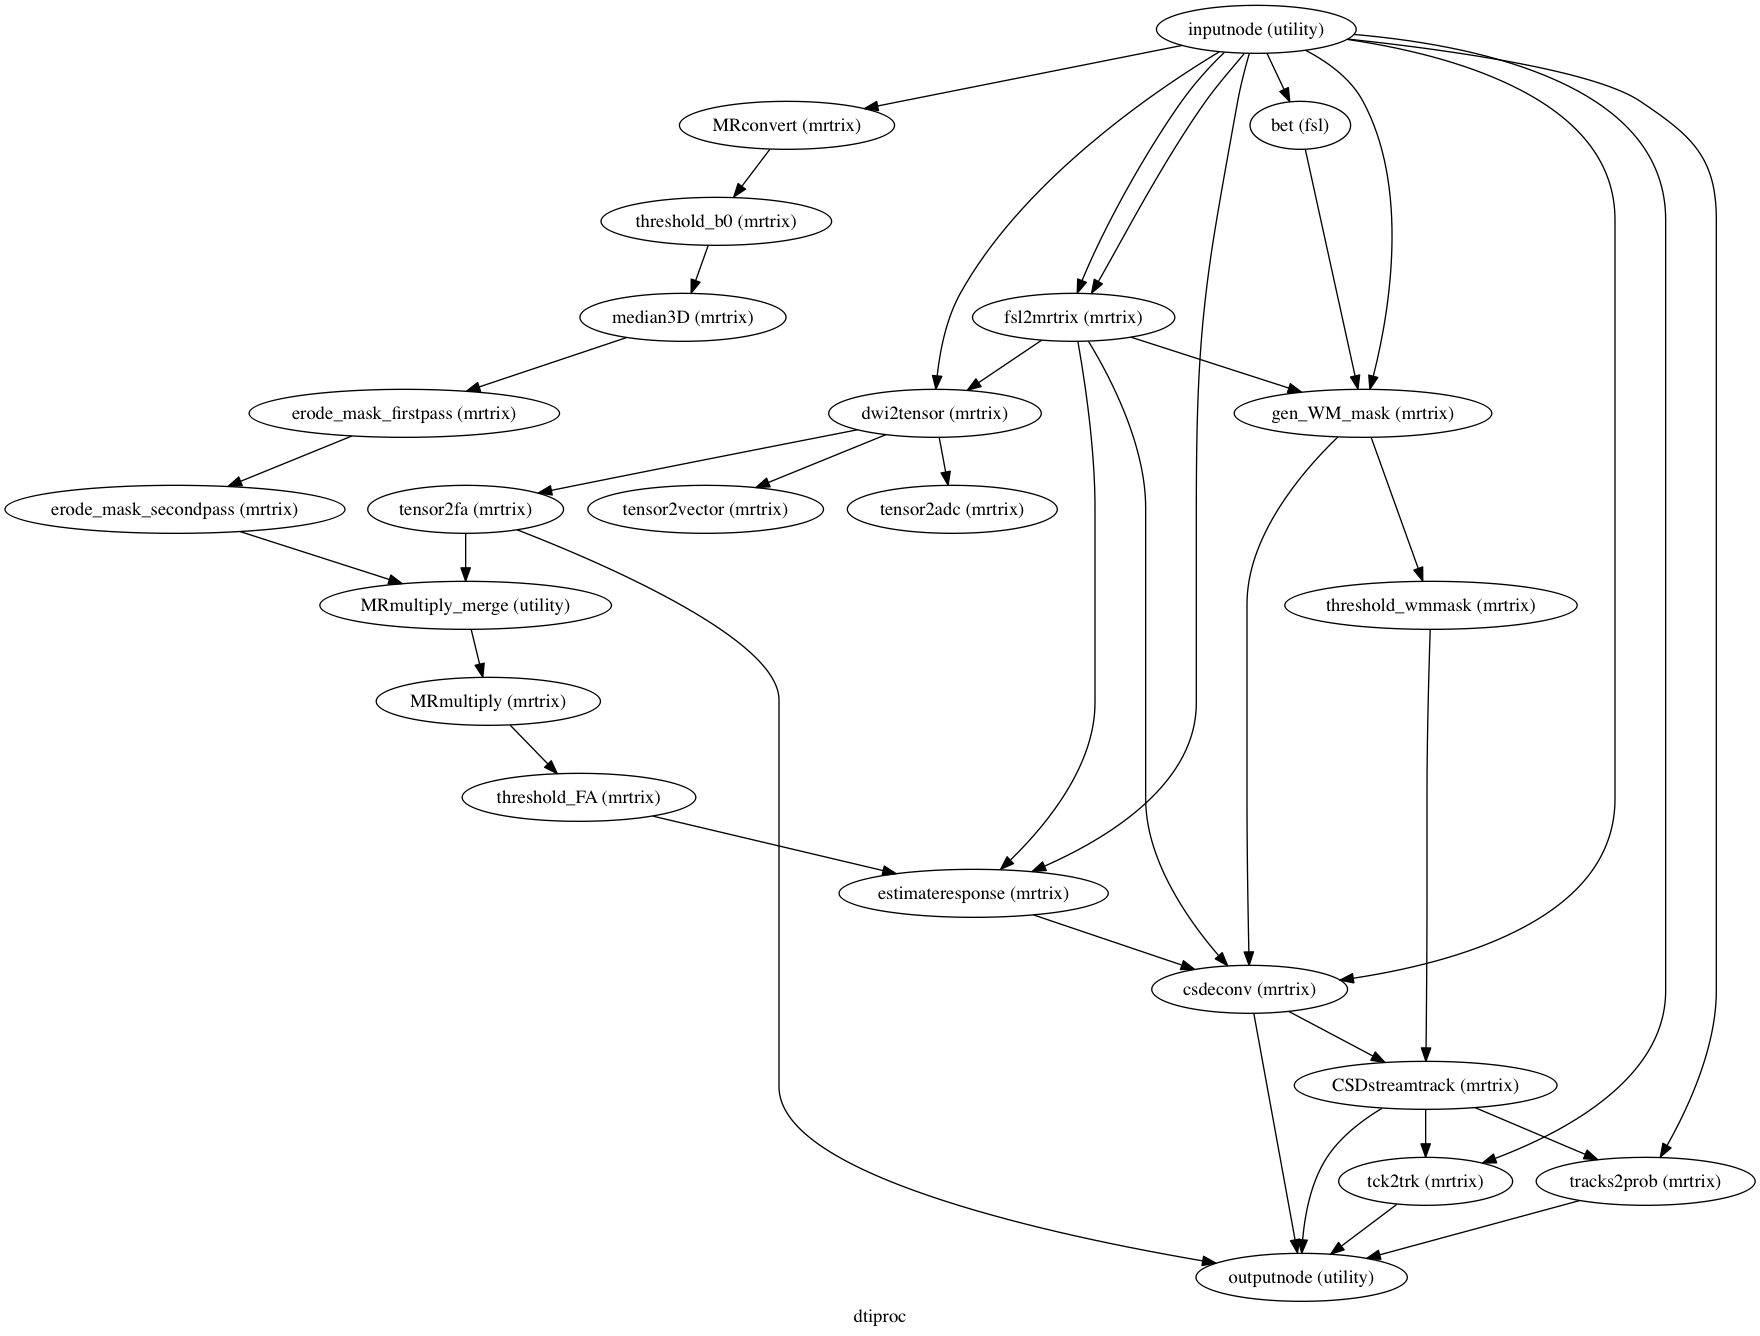 inputnode (utility)
MRconvert (mrtrix)
bet (fsl)
threshold_b0 (mrtrix)
median3D (mrtrix)
fsl2mrtrix (mrtrix)
erode_mask_firstpass (mrtrix)
dwi2tensor (mrtrix)
gen_WM_mask (mrtrix)
erode_mask_secondpass (mrtrix)
tensor2fa (mrtrix)
tensor2vector (mrtrix)
tensor2adc (mrtrix)
MRmultiply_merge (utility)
threshold_wmmask (mrtrix)
MRmultiply (mrtrix)
threshold_FA (mrtrix)
estimateresponse (mrtrix)
csdeconv (mrtrix)
CSDstreamtrack (mrtrix)
tck2trk (mrtrix)
tracks2prob (mrtrix)
outputnode (utility)
dtiproc